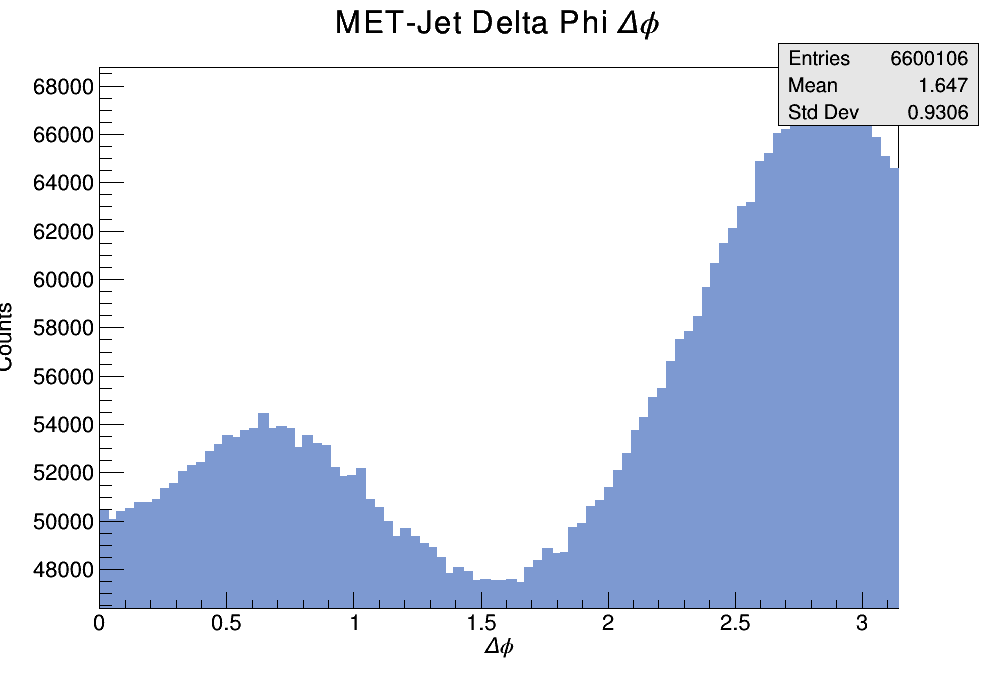 MET-Jet Delta Phi Δϕ
Entries 6600106
Mean 1.647
Std Dev 0.9306
68000
66000
64000
62000
60000
58000
56000
54000
52000
50000
48000
Counts
0 0.5 1 1.5 2 2.5 3
Δϕ